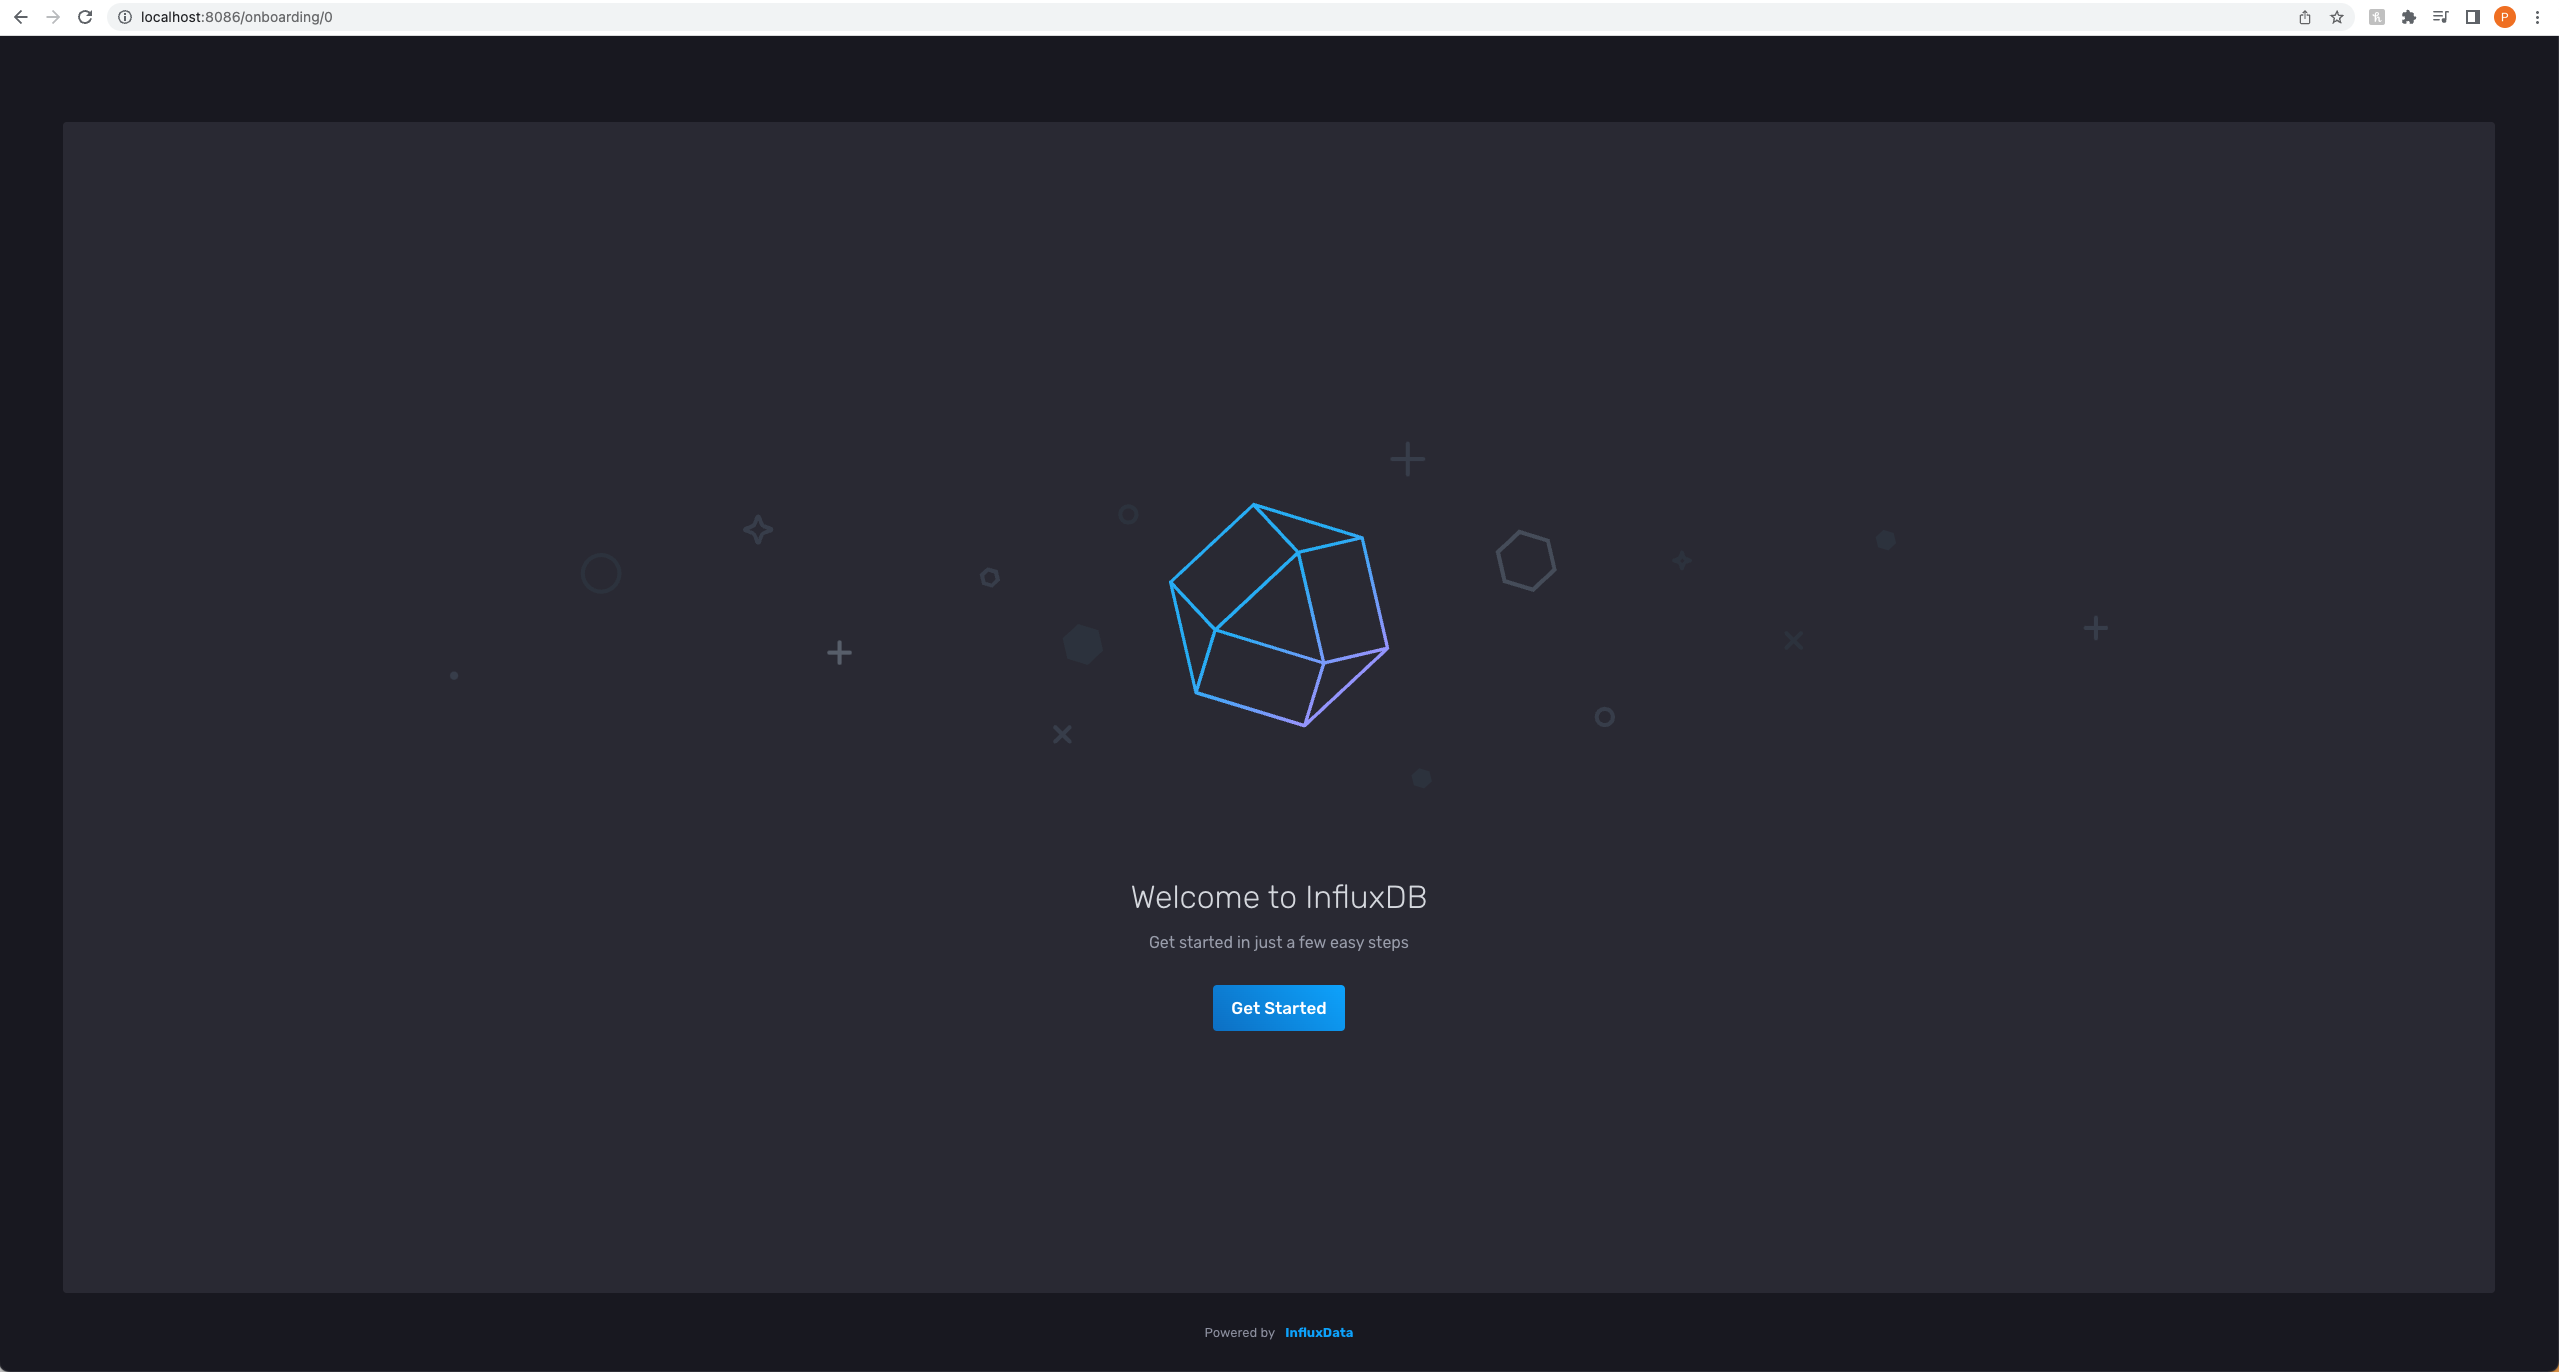 localhost:8086/onboarding/0
P
Welcome to InfluxDB
Get started in just a few easy steps
Get Started
Powered by InfluxData